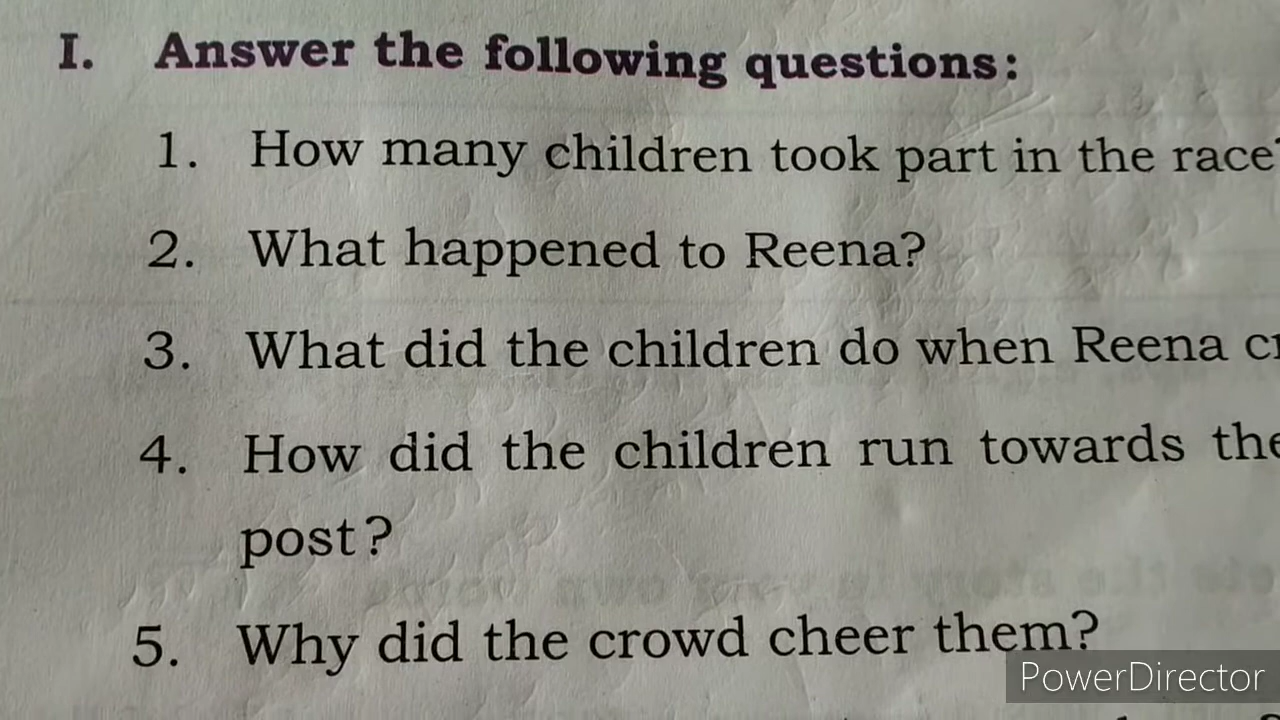 I. Answer the following questions:
1. How many children took part in the race
2. What happened to Reena?
3. What did the children do when Reena
4. How did the children run towards the
post?
5. Why did the crowd cheer them?
PowerDirector